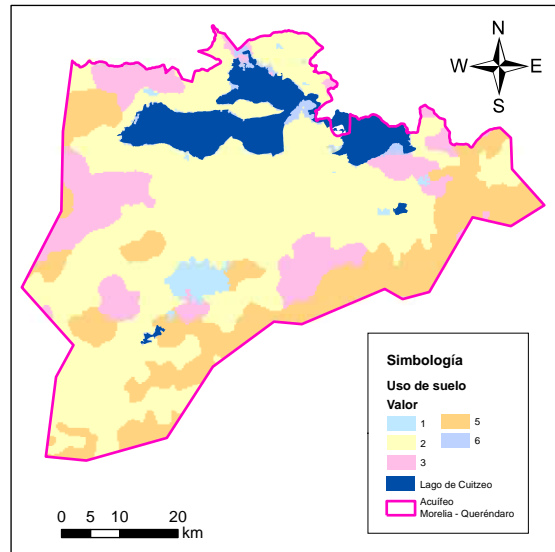 N
W E
S
Simbología
Uso de suelo
Valor
1 5
2 6
3
Lago de Cuitzeo
Acuífeo
Morelia - Queréndaro
0 5 10 20
km